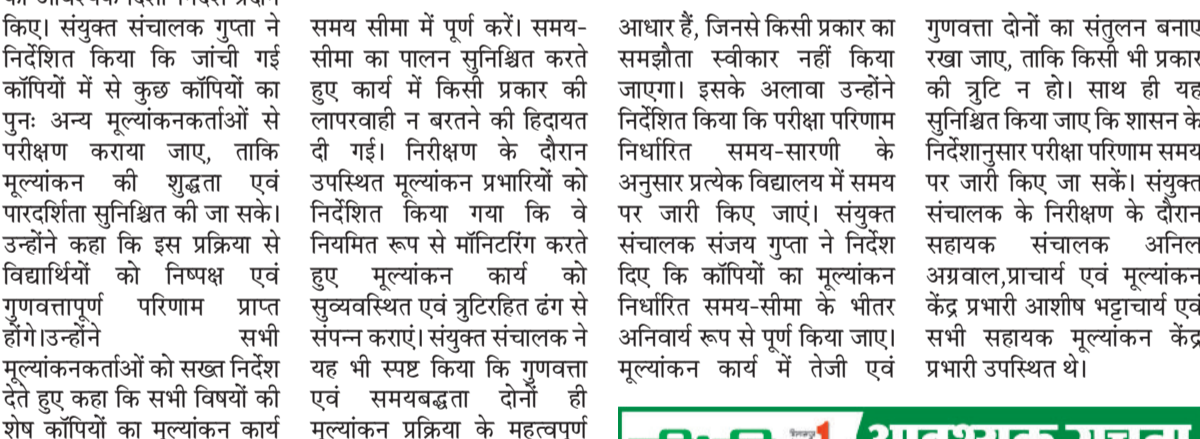 किए। संयुक्त संचालक गुप्ता ने
निर्देशित किया कि जांची गई
कॉपियों में से कुछ कॉपियों का
पुनः अन्य मूल्यांकनकर्ताओं से
परीक्षण कराया जाए, ताकि
मूल्यांकन की शुद्धता एवं
पारदर्शिता सुनिश्चित की जा सके।
उन्होंने कहा कि इस प्रक्रिया से
विद्यार्थियों को निष्पक्ष एवं
गुणवत्तापूर्ण परिणाम प्राप्त
होंगे।उन्होंने सभी
मूल्यांकनकर्ताओं को सख्त निर्देश
देते हुए कहा कि सभी विषयों की
शेष कॉपियों का मूल्यांकन कार्य
समय सीमा में पूर्ण करें। समय-
सीमा का पालन सुनिश्चित करते
हुए कार्य में किसी प्रकार की
लापरवाही न बरतने की हिदायत
दी गई। निरीक्षण के दौरान
उपस्थित मूल्यांकन प्रभारियों को
निर्देशित किया गया कि वे
नियमित रूप से मॉनिटरिंग करते
हुए मूल्यांकन कार्य को
सुव्यवस्थित एवं त्रुटिरहित ढंग से
संपन्न कराएं। संयुक्त संचालक ने
यह भी स्पष्ट किया कि गुणवत्ता
एवं समयबद्धता दोनों ही
मूल्यांकन प्रक्रिया के महत्वपूर्ण
आधार हैं, जिनसे किसी प्रकार का
समझौता स्वीकार नहीं किया
जाएगा। इसके अलावा उन्होंने
निर्देशित किया कि परीक्षा परिणाम
निर्धारित समय-सारणी के
अनुसार प्रत्येक विद्यालय में समय
पर जारी किए जाएं। संयुक्त
संचालक संजय गुप्ता ने निर्देश
दिए कि कॉपियों का मूल्यांकन
निर्धारित समय-सीमा के भीतर
अनिवार्य रूप से पूर्ण किया जाए।
मूल्यांकन कार्य में तेजी एवं
गुणवत्ता दोनों का संतुलन बनाए
रखा जाए, ताकि किसी भी प्रकार
की त्रुटि न हो। साथ ही यह
सुनिश्चित किया जाए कि शासन के
निर्देशानुसार परीक्षा परिणाम समय
पर जारी किए जा सकें। संयुक्त
संचालक के निरीक्षण के दौरान
सहायक संचालक अनिल
अग्रवाल,प्राचार्य एवं मूल्यांकन
केंद्र प्रभारी आशीष भट्टाचार्य एवं
सभी सहायक मूल्यांकन केंद्र
प्रभारी उपस्थित थे।
1